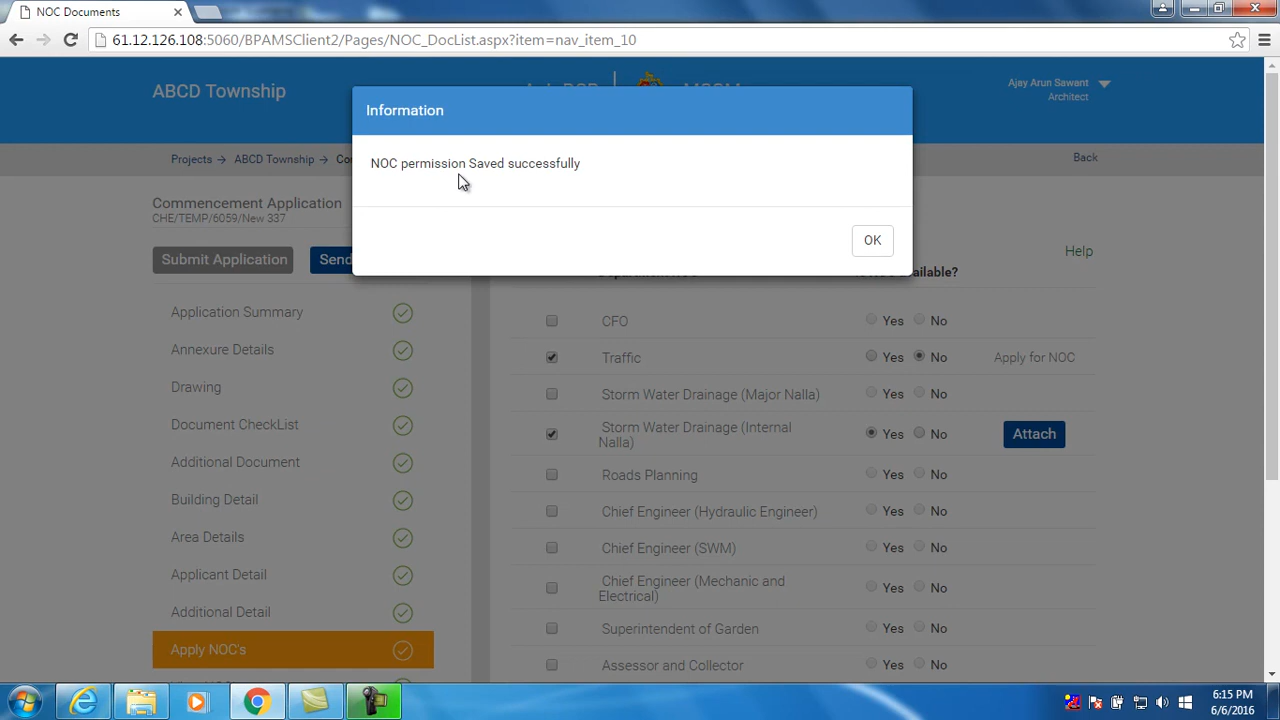 NOC Documents
61.12.126.108:5060/BPAMSClient2/Pages/NOC_DocList.aspx?item=nav_item_10
ABCD Township
MCGM
Ajay Arun Sawant
Architect
Information
NOC permission Saved successfully
OK
Projects → ABCD Township → Co
Back
Commencement Application
CHE/TEMP/6059/New 337
Submit Application
Send
Help
Application Summary
Annexure Details
Drawing
Document CheckList
Additional Document
Building Detail
Area Details
Applicant Detail
Additional Detail
Apply NOC's
CFO Yes No
Traffic Yes No Apply for NOC
Storm Water Drainage (Major Nalla) Yes No
Storm Water Drainage (Internal
Nalla) Yes No Attach
Roads Planning Yes No
Chief Engineer (Hydraulic Engineer) Yes No
Chief Engineer (SWM) Yes No
Chief Engineer (Mechanic and
Electrical) Yes No
Superintendent of Garden Yes No
Assessor and Collector Yes No
6:15 PM
6/6/2016